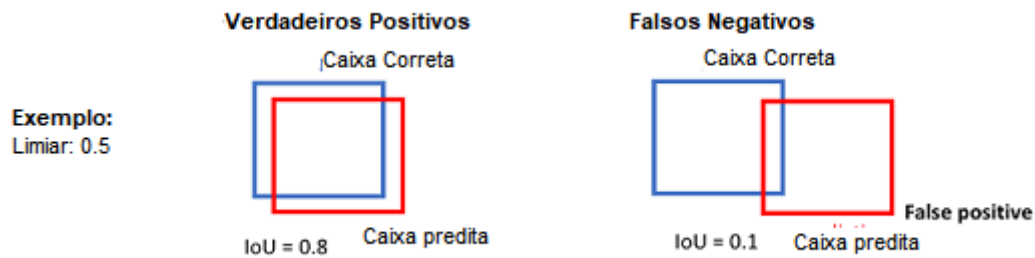 Verdadeiros Positivos
Caixa Correta
Exemplo:
Limiar: 0.5
IoU = 0.8
Caixa predita
Falsos Negativos
Caixa Correta
False positive
IoU = 0.1
Caixa predita